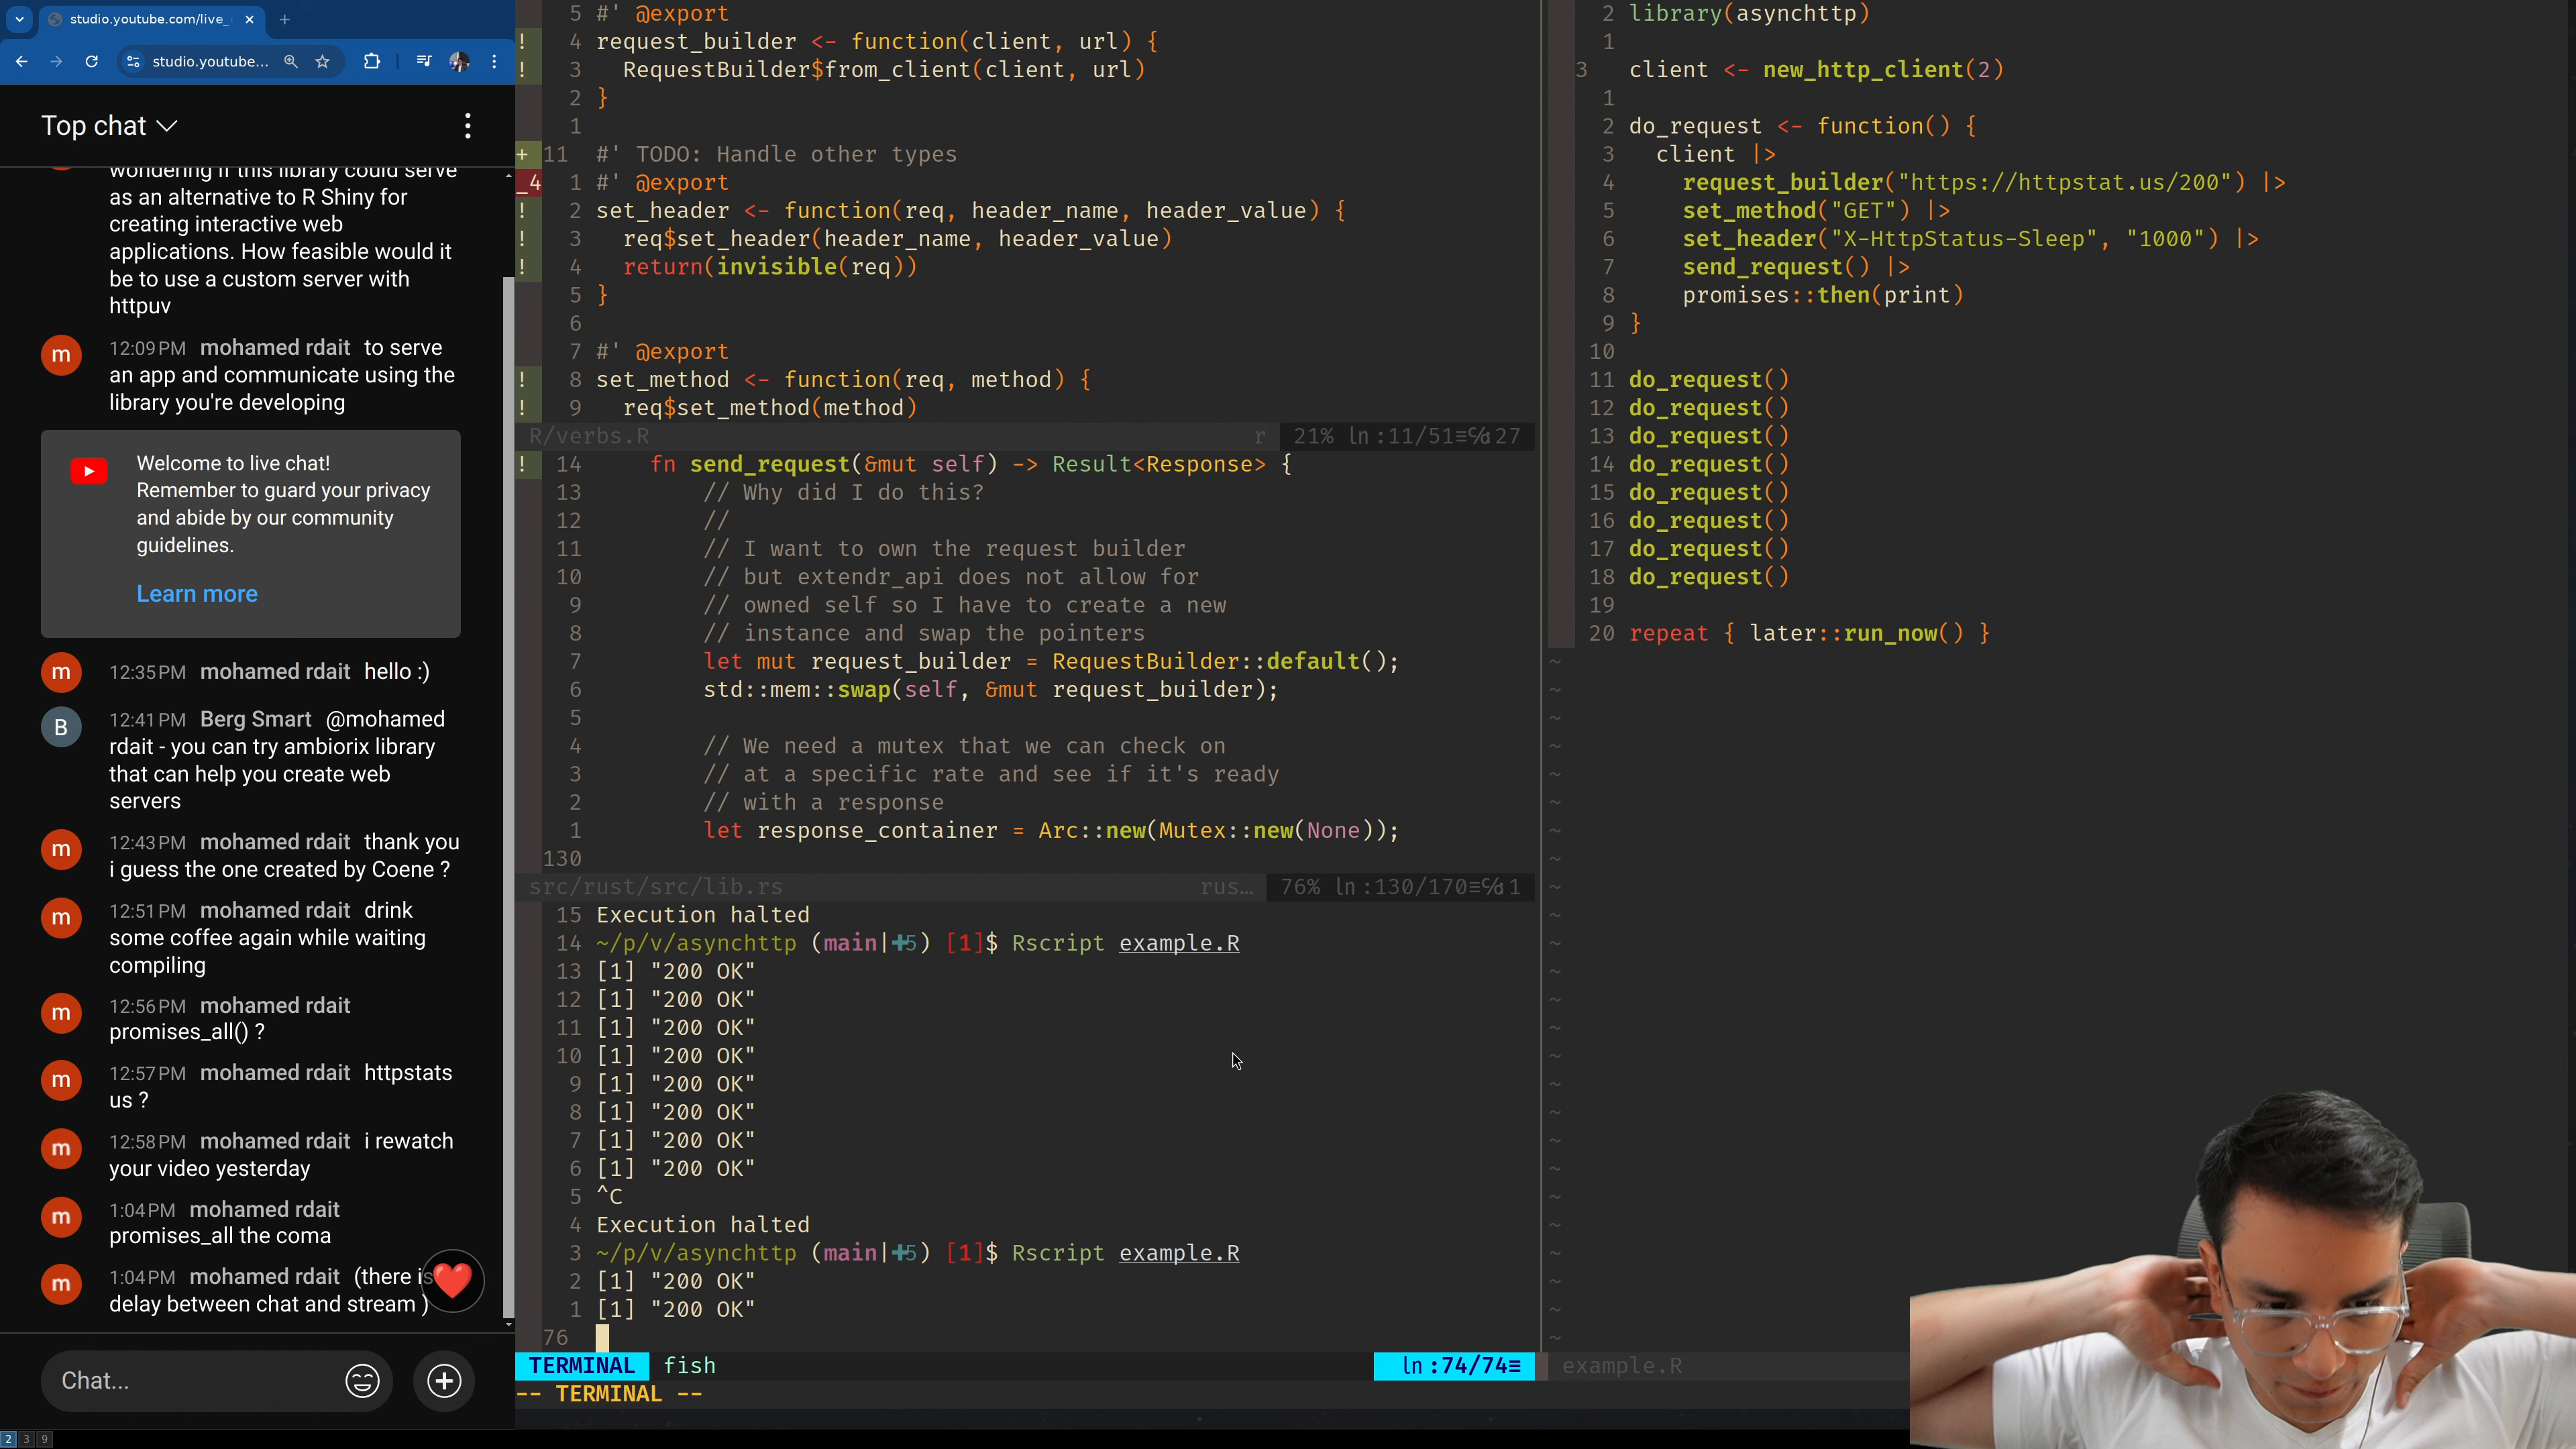 studio.youtube.com/live_
studio.youtube...
Top chat
wondering if this library could serve
as an alternative to R Shiny for
creating interactive web
applications. How feasible would it
be to use a custom server with
httpuv
m 12:09 PM mohamed rdait to serve
an app and communicate using the
library you're developing
Welcome to live chat!
Remember to guard your privacy
and abide by our community
guidelines.
Learn more
m 12:35 PM mohamed rdait hello :)
B 12:41 PM Berg Smart @mohamed
rdait - you can try ambiorix library
that can help you create web
servers
m 12:43 PM mohamed rdait thank you
i guess the one created by Coene ?
m 12:51 PM mohamed rdait drink
some coffee again while waiting
compiling
m 12:56 PM mohamed rdait
promises_all() ?
m 12:57 PM mohamed rdait httpstats
us ?
m 12:58 PM mohamed rdait i rewatch
your video yesterday
m 1:04 PM mohamed rdait
promises_all the coma
m 1:04 PM mohamed rdait (there is
delay between chat and stream )
Chat...
2 3 9
5 #' @export
! 4 request_builder <- function(client, url) {
! 3 RequestBuilder$from_client(client, url)
2 }
1
+ 11 #' TODO: Handle other types
_4 1 #' @export
! 2 set_header <- function(req, header_name, header_value) {
! 3 req$set_header(header_name, header_value)
! 4 return(invisible(req))
5 }
6
7 #' @export
! 8 set_method <- function(req, method) {
! 9 req$set_method(method)
R/verbs.R r 21% ln:11/51≡℅:27
! 14 fn send_request(&mut self) -> Result<Response> {
13 // Why did I do this?
12 //
11 // I want to own the request builder
10 // but extendr_api does not allow for
9 // owned self so I have to create a new
8 // instance and swap the pointers
7 let mut request_builder = RequestBuilder::default();
6 std::mem::swap(self, &mut request_builder);
5
4 // We need a mutex that we can check on
3 // at a specific rate and see if it's ready
2 // with a response
1 let response_container = Arc::new(Mutex::new(None));
130
src/rust/src/lib.rs rus… 76% ln:130/170≡℅:1
15 Execution halted
14 ~/p/v/asynchttp (main|✚5) [1]$ Rscript example.R
13 [1] "200 OK"
12 [1] "200 OK"
11 [1] "200 OK"
10 [1] "200 OK"
9 [1] "200 OK"
8 [1] "200 OK"
7 [1] "200 OK"
6 [1] "200 OK"
5 ^C
4 Execution halted
3 ~/p/v/asynchttp (main|✚5) [1]$ Rscript example.R
2 [1] "200 OK"
1 [1] "200 OK"
76
TERMINAL fish ln:74/74≡
-- TERMINAL --
2 library(asynchttp)
1
3 client <- new_http_client(2)
1
2 do_request <- function() {
3 client |>
4 request_builder("https://httpstat.us/200") |>
5 set_method("GET") |>
6 set_header("X-HttpStatus-Sleep", "1000") |>
7 send_request() |>
8 promises::then(print)
9 }
10
11 do_request()
12 do_request()
13 do_request()
14 do_request()
15 do_request()
16 do_request()
17 do_request()
18 do_request()
19
20 repeat { later::run_now() }
example.R